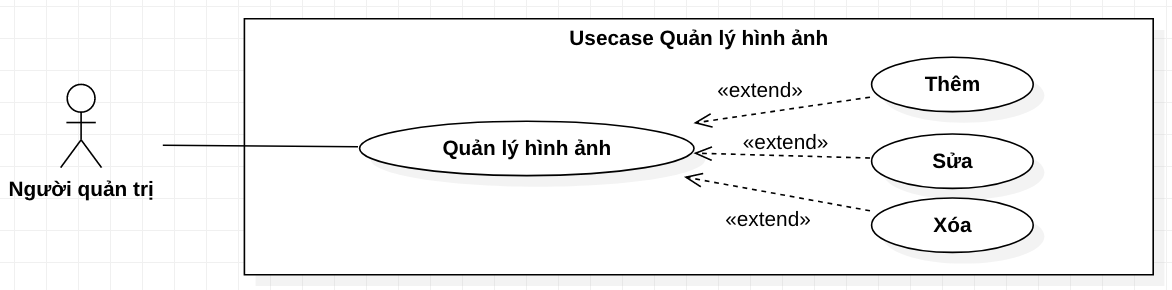 Usecase Quản lý hình ảnh
Thêm
«extend»
«extend»
Quản lý hình ảnh
Sửa
Người quản trị
«extend»
Xóa